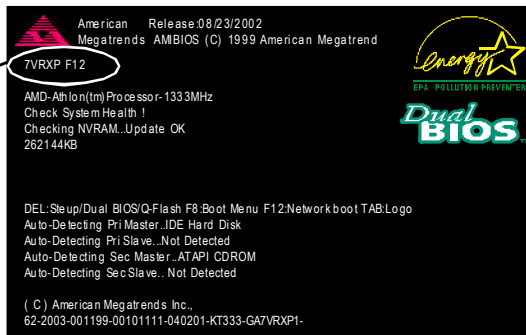 American Release:08/23/2002
Megatrends AMIBIOS (C) 1999 American Megatrend
7VRXP F12
energy
EPA POLLUTION PREVENTER
AMD-Athlon(tm)Processor-1333MHz
Check System Health !
Checking NVRAM...Update OK
262144KB
Dual
BIOS
TM
DEL:Steup/Dual BIOS/Q-Flash F8:Boot Menu F12:Network boot TAB:Logo
Auto-Detecting Pri Master..IDE Hard Disk
Auto-Detecting Pri Slave...Not Detected
Auto-Detecting Sec Master..ATAPI CDROM
Auto-Detecting Sec Slave.. Not Detected
( C ) American Megatrends Inc.,
62-2003-001199-00101111-040201-KT333-GA7VRXP1-